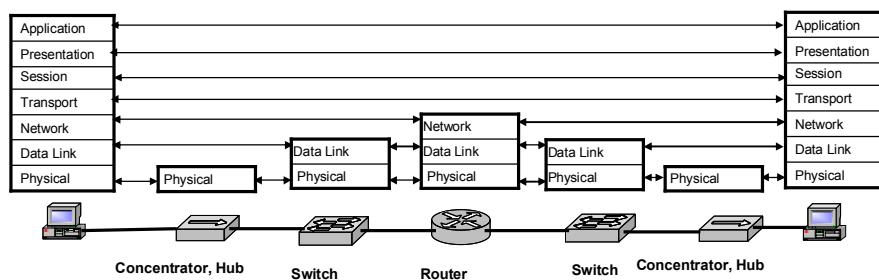 Application
Presentation
Session
Transport
Network
Data Link
Physical
Physical
Data Link
Physical
Network
Data Link
Physical
Data Link
Physical
Physical
Application
Presentation
Session
Transport
Network
Data Link
Physical
Concentrator, Hub
Switch
Router
Switch
Concentrator, Hub